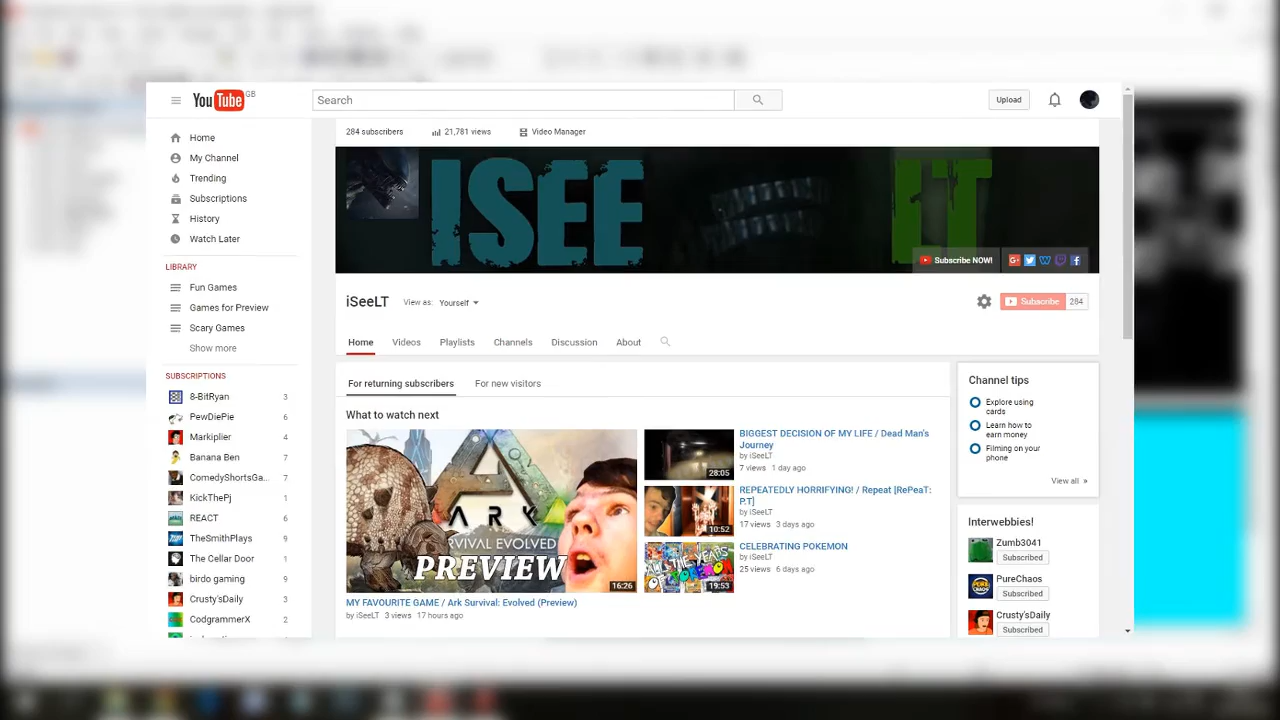 YouTube GB
Search
Upload
Home
My Channel
Trending
Subscriptions
History
Watch Later
LIBRARY
Fun Games
Games for Preview
Scary Games
Show more
SUBSCRIPTIONS
8-BitRyan 3
PewDiePie 6
Markiplier 4
Banana Ben 7
ComedyShortsGa... 7
KickThePj 1
REACT 6
TheSmithPlays 9
The Cellar Door 1
birdo gaming 9
Crusty'sDaily 3
CodgrammerX 2
284 subscribers
21,781 views
Video Manager
ISEE LT
Subscribe NOW!
iSeeLT
View as: Yourself
Subscribe 284
Home Videos Playlists Channels Discussion About
For returning subscribers
For new visitors
What to watch next
ARK
SURVIVAL EVOLVED
PREVIEW
16:26
MY FAVOURITE GAME / Ark Survival: Evolved (Preview)
by iSeeLT 3 views 17 hours ago
28:05
BIGGEST DECISION OF MY LIFE / Dead Man's
Journey
by iSeeLT
7 views 1 day ago
10:52
REPEATEDLY HORRIFYING! / Repeat [RePeaT:
P.T]
by iSeeLT
17 views 3 days ago
19:53
CELEBRATING POKEMON
by iSeeLT
25 views 6 days ago
Channel tips
Explore using
cards
Learn how to
earn money
Filming on your
phone
View all »
Interwebbies!
Zumb3041
Subscribed
PureChaos
Subscribed
Crusty'sDaily
Subscribed